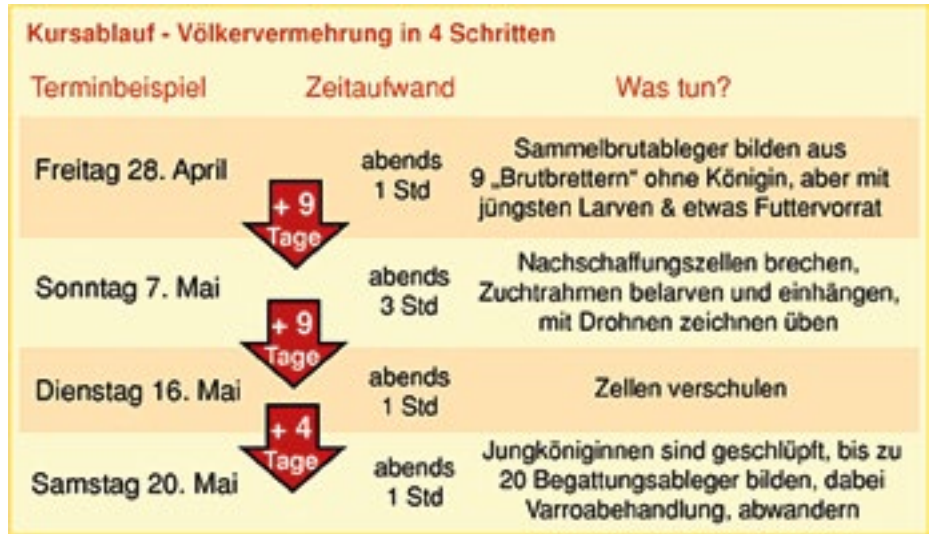 Kursablauf - Völkervermehrung in 4 Schritten
Terminbeispiel Zeitaufwand Was tun?
Freitag 28. April
abends
1 Std
Sammelbrutableger bilden aus
9 „Brutbrettern“ ohne Königin, aber mit
jüngsten Larven & etwas Futtervorrat
+ 9
Tage
Sonntag 7. Mai
abends
3 Std
Nachschaffungszellen brechen,
Zuchtrahmen belarven und einhängen,
mit Drohnen zeichnen üben
+ 9
Tage
Dienstag 16. Mai
abends
1 Std
Zellen verschulen
+ 4
Tage
Samstag 20. Mai
abends
1 Std
Jungköniginnen sind geschlüpft, bis zu
20 Begattungsableger bilden, dabei
Varroabehandlung, abwandern